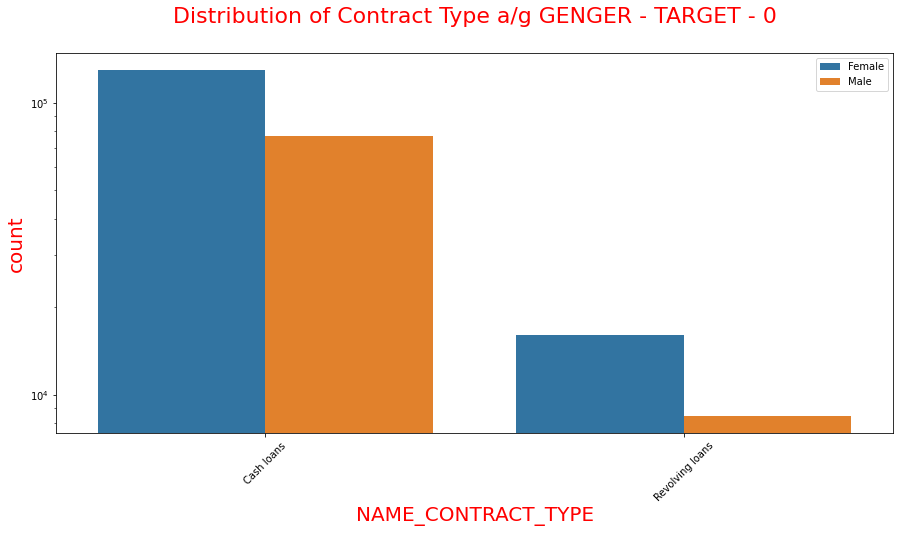 Distribution of Contract Type a/g GENGER - TARGET - 0
Female
Male
10^5
count
10^4
Cash loans
Revolving loans
NAME_CONTRACT_TYPE